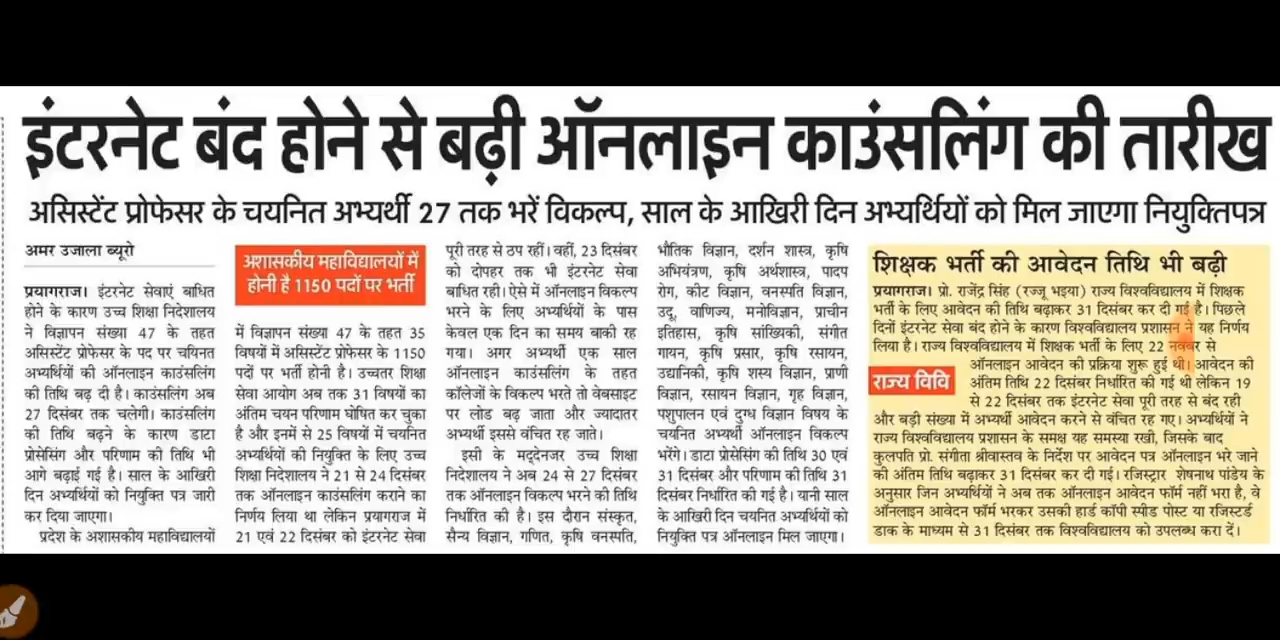 इंटरनेट बंद होने से बढ़ी ऑनलाइन काउंसलिंग की तारीख
असिस्टेंट प्रोफेसर के चयनित अभ्यर्थी 27 तक भरें विकल्प, साल के आखिरी दिन अभ्यर्थियों को मिल जाएगा नियुक्तिपत्र
अमर उजाला ब्यूरो
प्रयागराज। इंटरनेट सेवाएं बाधित
होने के कारण उच्च शिक्षा निदेशालय
ने विज्ञापन संख्या 47 के तहत
असिस्टेंट प्रोफेसर के पद पर चयिनत
अभ्यर्थियों की ऑनलाइन काउंसलिंग
की तिथि बढ़ दी है। काउंसलिंग अब
27 दिसंबर तक चलेगी। काउंसलिंग
की तिथि बढ़ने के कारण डाटा
प्रोसेसिंग और परिणाम की तिथि भी
आगे बढ़ाई गई है। साल के आखिरी
दिन अभ्यर्थियों को नियुक्ति पत्र जारी
कर दिया जाएगा।
प्रदेश के अशासकीय महाविद्यालयों
अशासकीय महाविद्यालयों में
होनी है 1150 पदों पर भर्ती
में विज्ञापन संख्या 47 के तहत 35
विषयों में असिस्टेंट प्रोफेसर के 1150
पदों पर भर्ती होनी है। उच्चतर शिक्षा
सेवा आयोग अब तक 31 विषयों का
अंतिम चयन परिणाम घोषित कर चुका
है और इनमें से 25 विषयों में चयनित
अभ्यर्थियों की नियुक्ति के लिए उच्च
शिक्षा निदेशालय ने 21 से 24 दिसंबर
तक ऑनलाइन काउंसलिंग कराने का
निर्णय लिया था लेकिन प्रयागराज में
21 एवं 22 दिसंबर को इंटरनेट सेवा
पूरी तरह से ठप रहीं। वहीं, 23 दिसंबर
को दोपहर तक भी इंटरनेट सेवा
बाधित रही। ऐसे में ऑनलाइन विकल्प
भरने के लिए अभ्यर्थियों के पास
केवल एक दिन का समय बाकी रह
गया। अगर अभ्यर्थी एक साल
ऑनलाइन काउंसलिंग के तहत
कॉलेजों के विकल्प भरते तो वेबसाइट
पर लोड बढ़ जाता और ज्यादातर
अभ्यर्थी इससे वंचित रह जाते।
इसी के मद्देनजर उच्च शिक्षा
निदेशालय ने अब 24 से 27 दिसंबर
तक ऑनलाइन विकल्प भरने की तिथि
निर्धारित की है। इस दौरान संस्कृत,
सैन्य विज्ञान, गणित, कृषि वनस्पति,
भौतिक विज्ञान, दर्शन शास्त्र, कृषि
अभियंत्रण, कृषि अर्थशास्त्र, पादप
रोग, कीट विज्ञान, वनस्पति विज्ञान,
उदू, वाणिज्य, मनोविज्ञान, प्राचीन
इतिहास, कृषि सांख्यिकी, संगीत
गायन, कृषि प्रसार, कृषि रसायन,
उद्यानिकी, कृषि शस्य विज्ञान, प्राणी
विज्ञान, रसायन विज्ञान, गृह विज्ञान,
पशुपालन एवं दुग्ध विज्ञान विषय के
चयनित अभ्यर्थी ऑनलाइन विकल्प
भरेंगे। डाटा प्रोसेसिंग की तिथि 30 एवं
31 दिसंबर और परिणाम की तिथि 31
दिसंबर निर्धारित की गई है। यानी साल
के आखिरी दिन चयनित अभ्यर्थियों को
नियुक्ति पत्र ऑनलाइन मिल जाएगा।
शिक्षक भर्ती की आवेदन तिथि भी बढ़ी
प्रयागराज। प्रो. राजेंद्र सिंह (रज्जू भइया) राज्य विश्वविद्यालय में शिक्षक
भर्ती के लिए आवेदन की तिथि बढ़ाकर 31 दिसंबर कर दी गई है। पिछले
दिनों इंटरनेट सेवा बंद होने के कारण विश्वविद्यालय प्रशासन ने यह निर्णय
लिया है। राज्य विश्वविद्यालय में शिक्षक भर्ती के लिए 22 नवंबर से
ऑनलाइन आवेदन की प्रक्रिया शुरू हुई थी। आवेदन की
राज्य विवि
अंतिम तिथि 22 दिसंबर निर्धारित की गई थी लेकिन 19
से 22 दिसंबर तक इंटरनेट सेवा पूरी तरह से बंद रही
और बड़ी संख्या में अभ्यर्थी आवेदन करने से वंचित रह गए। अभ्यर्थियों ने
राज्य विश्वविद्यालय प्रशासन के समक्ष यह समस्या रखी, जिसके बाद
कुलपति प्रो. संगीता श्रीवास्तव के निर्देश पर आवेदन पत्र ऑनलाइन भरे जाने
की अंतिम तिथि बढ़ाकर 31 दिसंबर कर दी गई। रजिस्ट्रार शेषनाथ पांडेय के
अनुसार जिन अभ्यर्थियों ने अब तक ऑनलाइन आवेदन फॉर्म नहीं भरा है, वे
ऑनलाइन आवेदन फॉर्म भरकर उसकी हार्ड कॉपी स्पीड पोस्ट या रजिस्टर्ड
डाक के माध्यम से 31 दिसंबर तक विश्वविद्यालय को उपलब्ध करा दें।